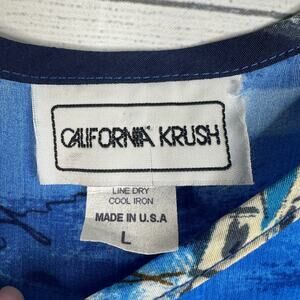 CALIFORNIA KRUSH
LINE DRY
COOL IRON
MADE IN U.S.A
L